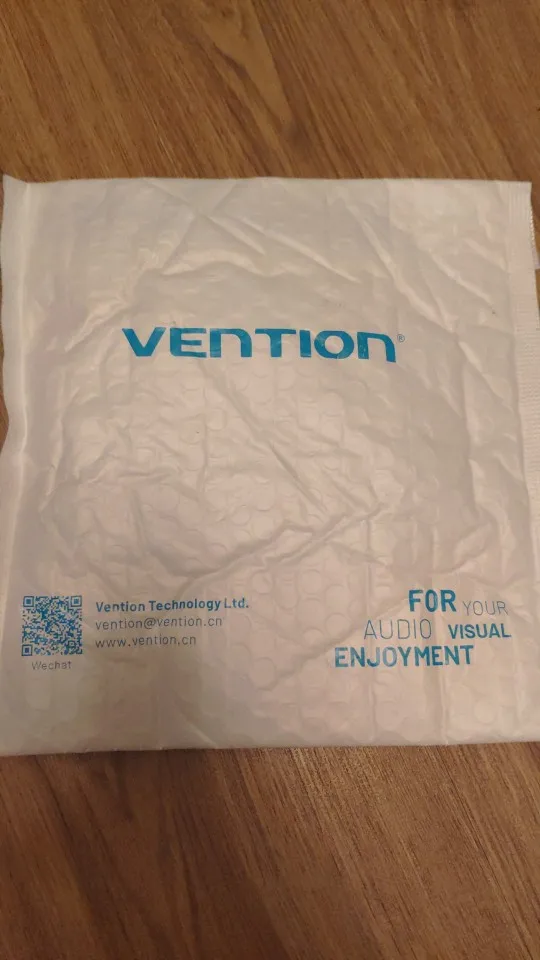 VENTION®
Vention Technology Ltd.
vention@vention.cn
www.vention.cn
Wechat
FOR YOUR
AUDIO VISUAL
ENJOYMENT